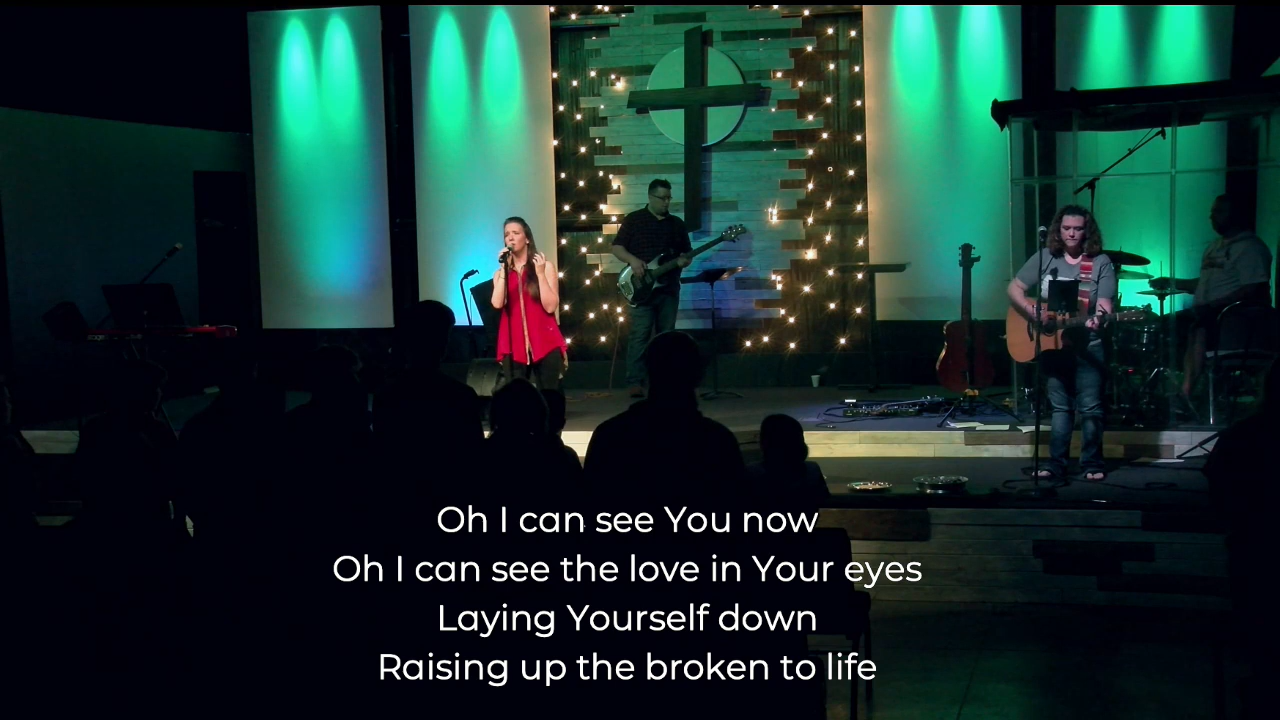 Oh I can see You now
Oh I can see the love in Your eyes
Laying Yourself down
Raising up the broken to life